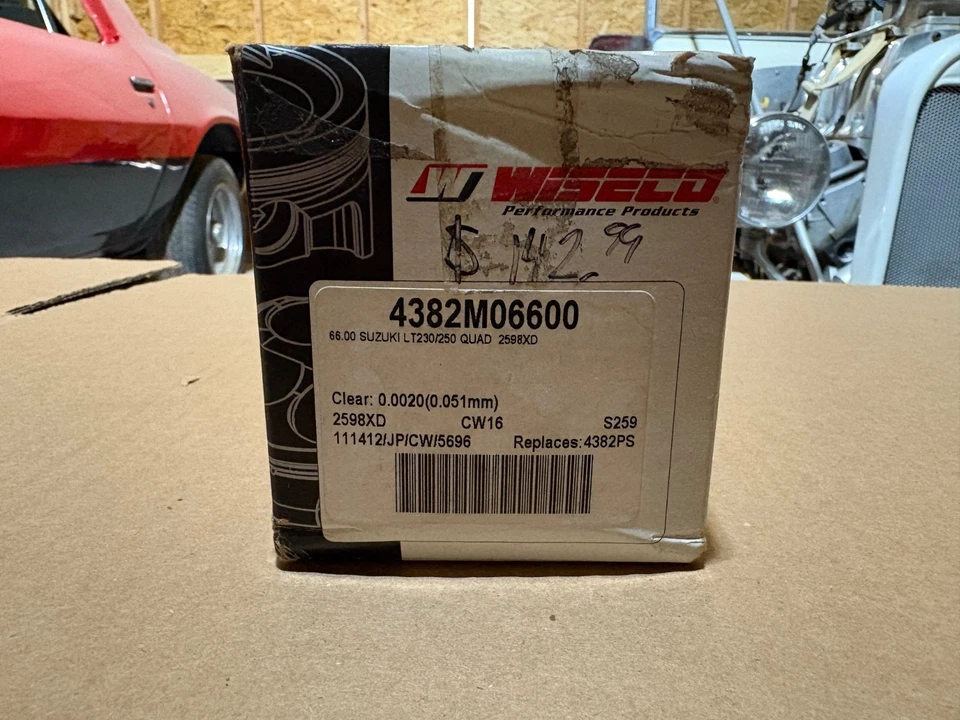 WISECO®
Performance Products
$ 142.99
4382M06600
66.00 SUZUKI LT230/250 QUAD 2598XD
Clear: 0.0020(0.051mm)
2598XD CW16 S259
111412/JP/CW/5696 Replaces:4382PS